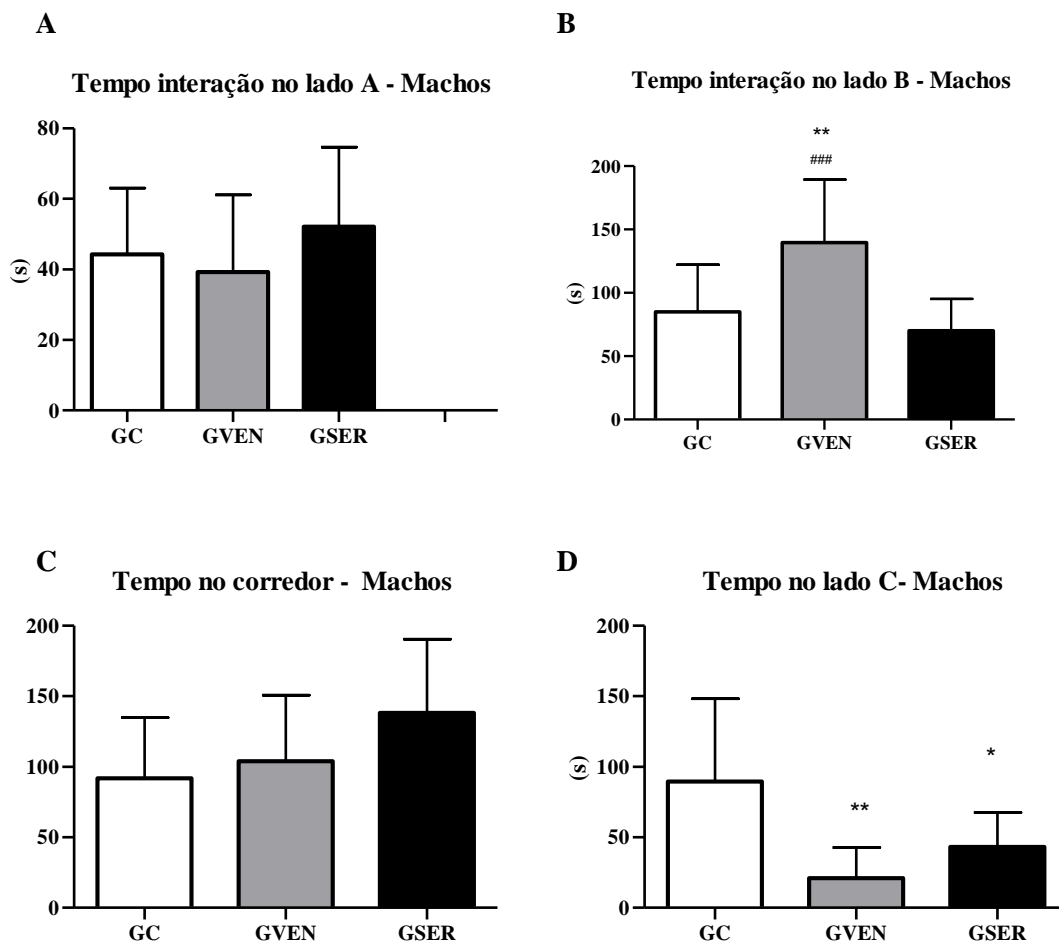 A
Tempo interação no lado A - Machos
80
60
40
20
0
(s)
GC GVEN GSER
B
Tempo interação no lado B - Machos
**
###
200
150
100
50
0
(s)
GC GVEN GSER
C
Tempo no corredor - Machos
200
150
100
50
0
GC GVEN GSER
D
Tempo no lado C- Machos
200
150
100
50
0
(s)
**
*
GC GVEN GSER